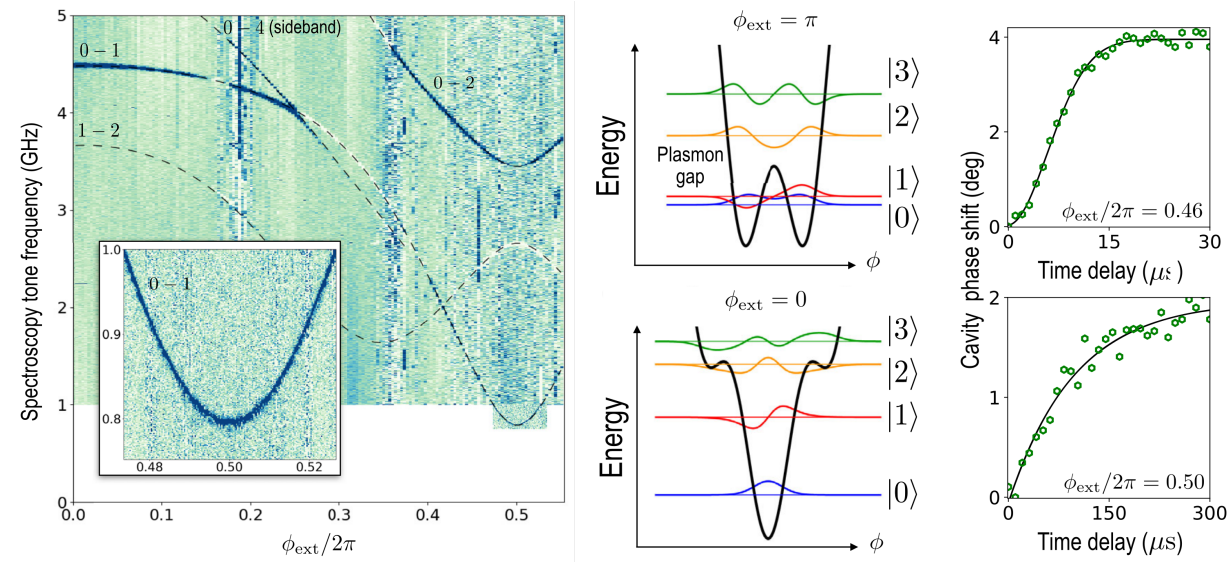 0−4 (sideband)
0−1
0−2
1−2
Spectroscopy tone frequency (GHz)
5
4
3
2
1
0
1.0
0.9
0.8
0−1
0.48 0.50 0.52
0.0 0.1 0.2 0.3 0.4 0.5
ϕext/2π
ϕext = π
Energy
Plasmon
gap
|3⟩
|2⟩
|1⟩
|0⟩
ϕ
ϕext = 0
Energy
|3⟩
|2⟩
|1⟩
|0⟩
ϕ
Cavity phase shift (deg)
4
2
0
ϕext/2π = 0.46
0 15 30
Time delay (μs)
2
1
0
ϕext/2π = 0.50
0 150 300
Time delay (μs)